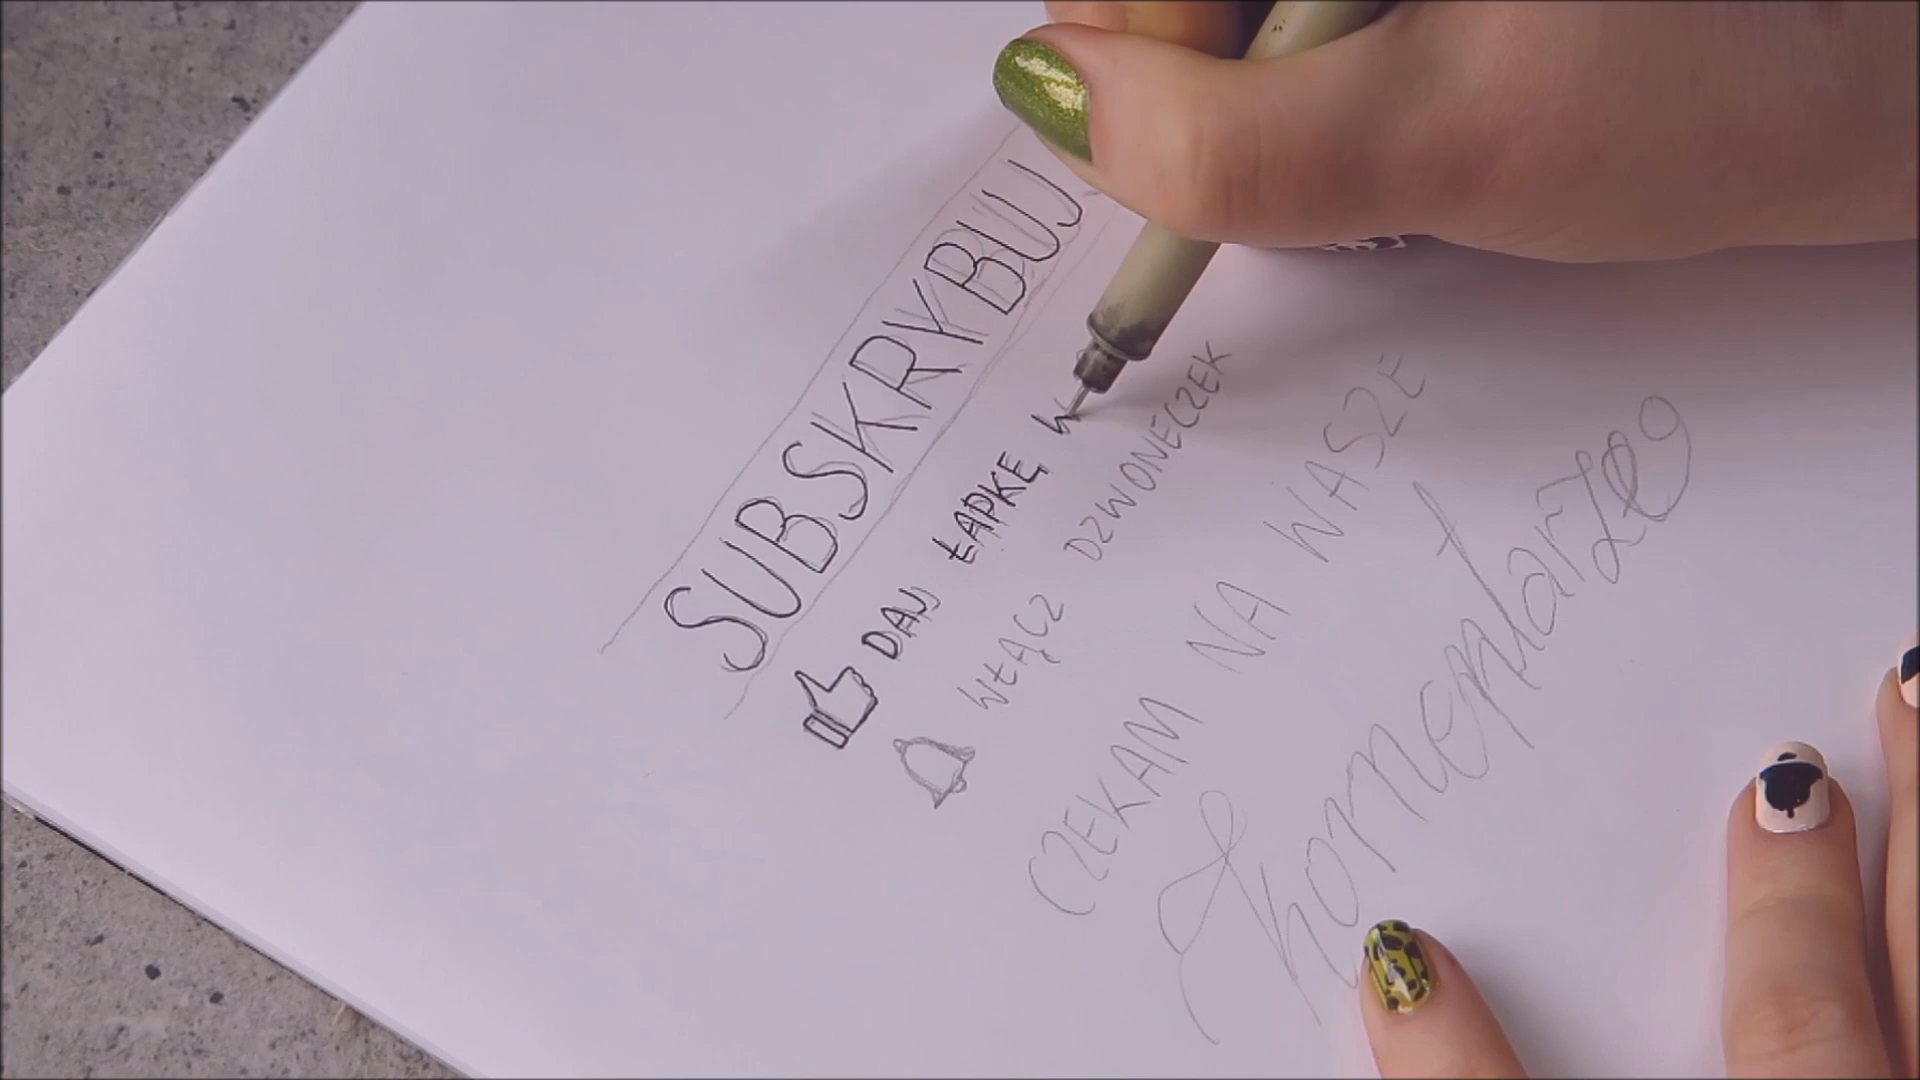 SUBSKRYBUJ
DAJ ŁAPKĘ W
WŁĄCZ DZWONECZEK
CZEKAM NA WASZE
komentarze